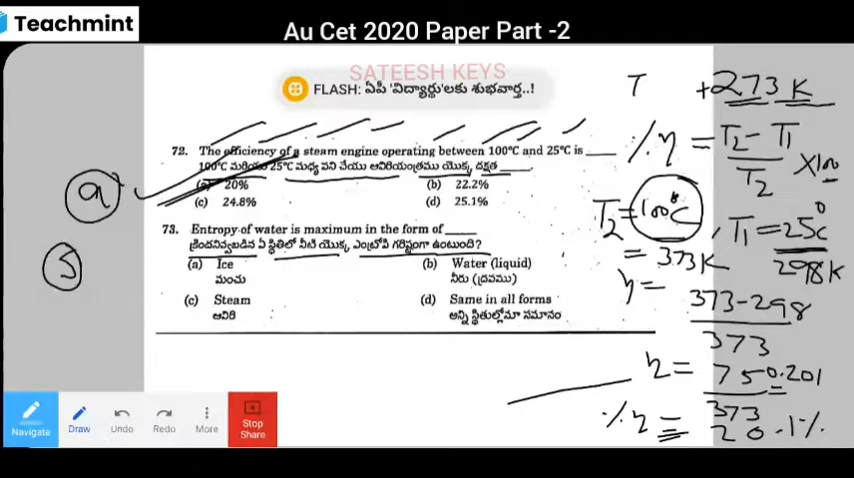 Teachmint
Au Cet 2020 Paper Part -2
SATEESH KEYS
FLASH: ఏపీ 'విద్యార్థు'లకు శుభవార్త..!
72. The efficiency of a steam engine operating between 100°C and 25°C is ____
100°C మరియు 25°C మధ్య పని చేయు ఆవిరియంత్రము యొక్క దక్షత ____
(a) 20% (b) 22.2%
(c) 24.8% (d) 25.1%
73. Entropy of water is maximum in the form of ____
క్రిందనివ్వబడిన ఏ స్థితిలో నీటి యొక్క ఎంట్రోపి గరిష్టంగా ఉంటుంది?
(a) Ice (b) Water (liquid)
మంచు నీరు (ద్రవము)
(c) Steam (d) Same in all forms
ఆవిరి అన్ని స్థితుల్లోనూ సమానం
a
T +273 K
% η = T2 - T1 / T2 × 100
T2 = 100°C, T1 = 25°C
= 373 K 298 K
η = 373-298 / 373
η = 75 / 373 = 0.201
% η = 20.1%
Navigate Draw Undo Redo More Stop Share